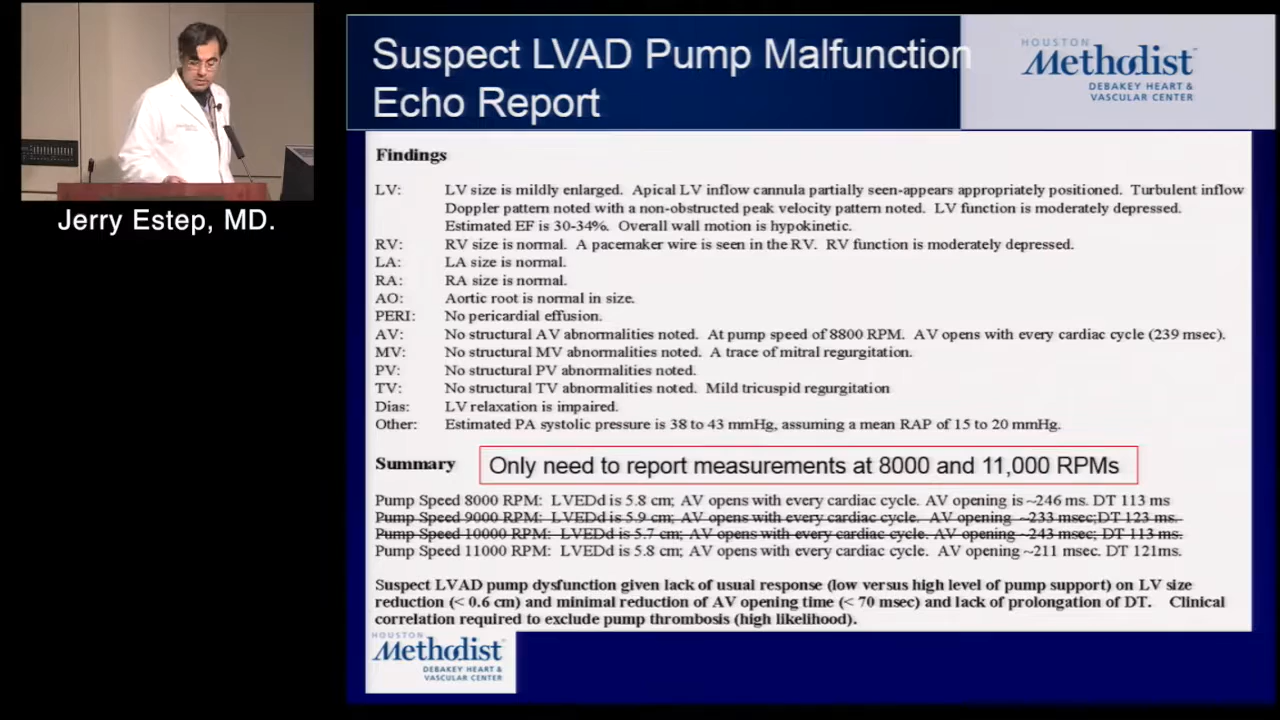 Suspect LVAD Pump Malfunction
Echo Report
HOUSTON
Methodist
DEBAKEY HEART &
VASCULAR CENTER
Jerry Estep, MD.
Findings
LV: LV size is mildly enlarged. Apical LV inflow cannula partially seen-appears appropriately positioned. Turbulent inflow
Doppler pattern noted with a non-obstructed peak velocity pattern noted. LV function is moderately depressed.
Estimated EF is 30-34%. Overall wall motion is hypokinetic.
RV: RV size is normal. A pacemaker wire is seen in the RV. RV function is moderately depressed.
LA: LA size is normal.
RA: RA size is normal.
AO: Aortic root is normal in size.
PERI: No pericardial effusion.
AV: No structural AV abnormalities noted. At pump speed of 8800 RPM. AV opens with every cardiac cycle (239 msec).
MV: No structural MV abnormalities noted. A trace of mitral regurgitation.
PV: No structural PV abnormalities noted.
TV: No structural TV abnormalities noted. Mild tricuspid regurgitation
Dias: LV relaxation is impaired.
Other: Estimated PA systolic pressure is 38 to 43 mmHg, assuming a mean RAP of 15 to 20 mmHg.
Summary
Only need to report measurements at 8000 and 11,000 RPMs
Pump Speed 8000 RPM: LVEDd is 5.8 cm; AV opens with every cardiac cycle. AV opening is ~246 ms. DT 113 ms
Pump Speed 9000 RPM: LVEDd is 5.9 cm; AV opens with every cardiac cycle. AV opening ~233 msec;DT 123 ms.
Pump Speed 10000 RPM: LVEDd is 5.7 cm; AV opens with every cardiac cycle. AV opening ~243 msec; DT 113 ms.
Pump Speed 11000 RPM: LVEDd is 5.8 cm; AV opens with every cardiac cycle. AV opening ~211 msec. DT 121ms.
Suspect LVAD pump dysfunction given lack of usual response (low versus high level of pump support) on LV size
reduction (< 0.6 cm) and minimal reduction of AV opening time (< 70 msec) and lack of prolongation of DT. Clinical
correlation required to exclude pump thrombosis (high likelihood).
HOUSTON
Methodist
DEBAKEY HEART &
VASCULAR CENTER